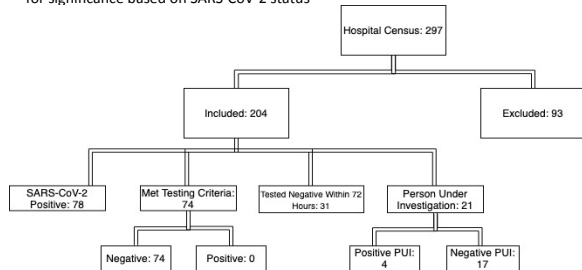 for significance based on SARS-CoV-2 status
Hospital Census: 297
Included: 204
Excluded: 93
SARS-CoV-2
Positive: 78
Met Testing Criteria:
74
Tested Negative Within 72
Hours: 31
Person Under
Investigation: 21
Negative: 74
Positive: 0
Positive PUI:
4
Negative PUI:
17